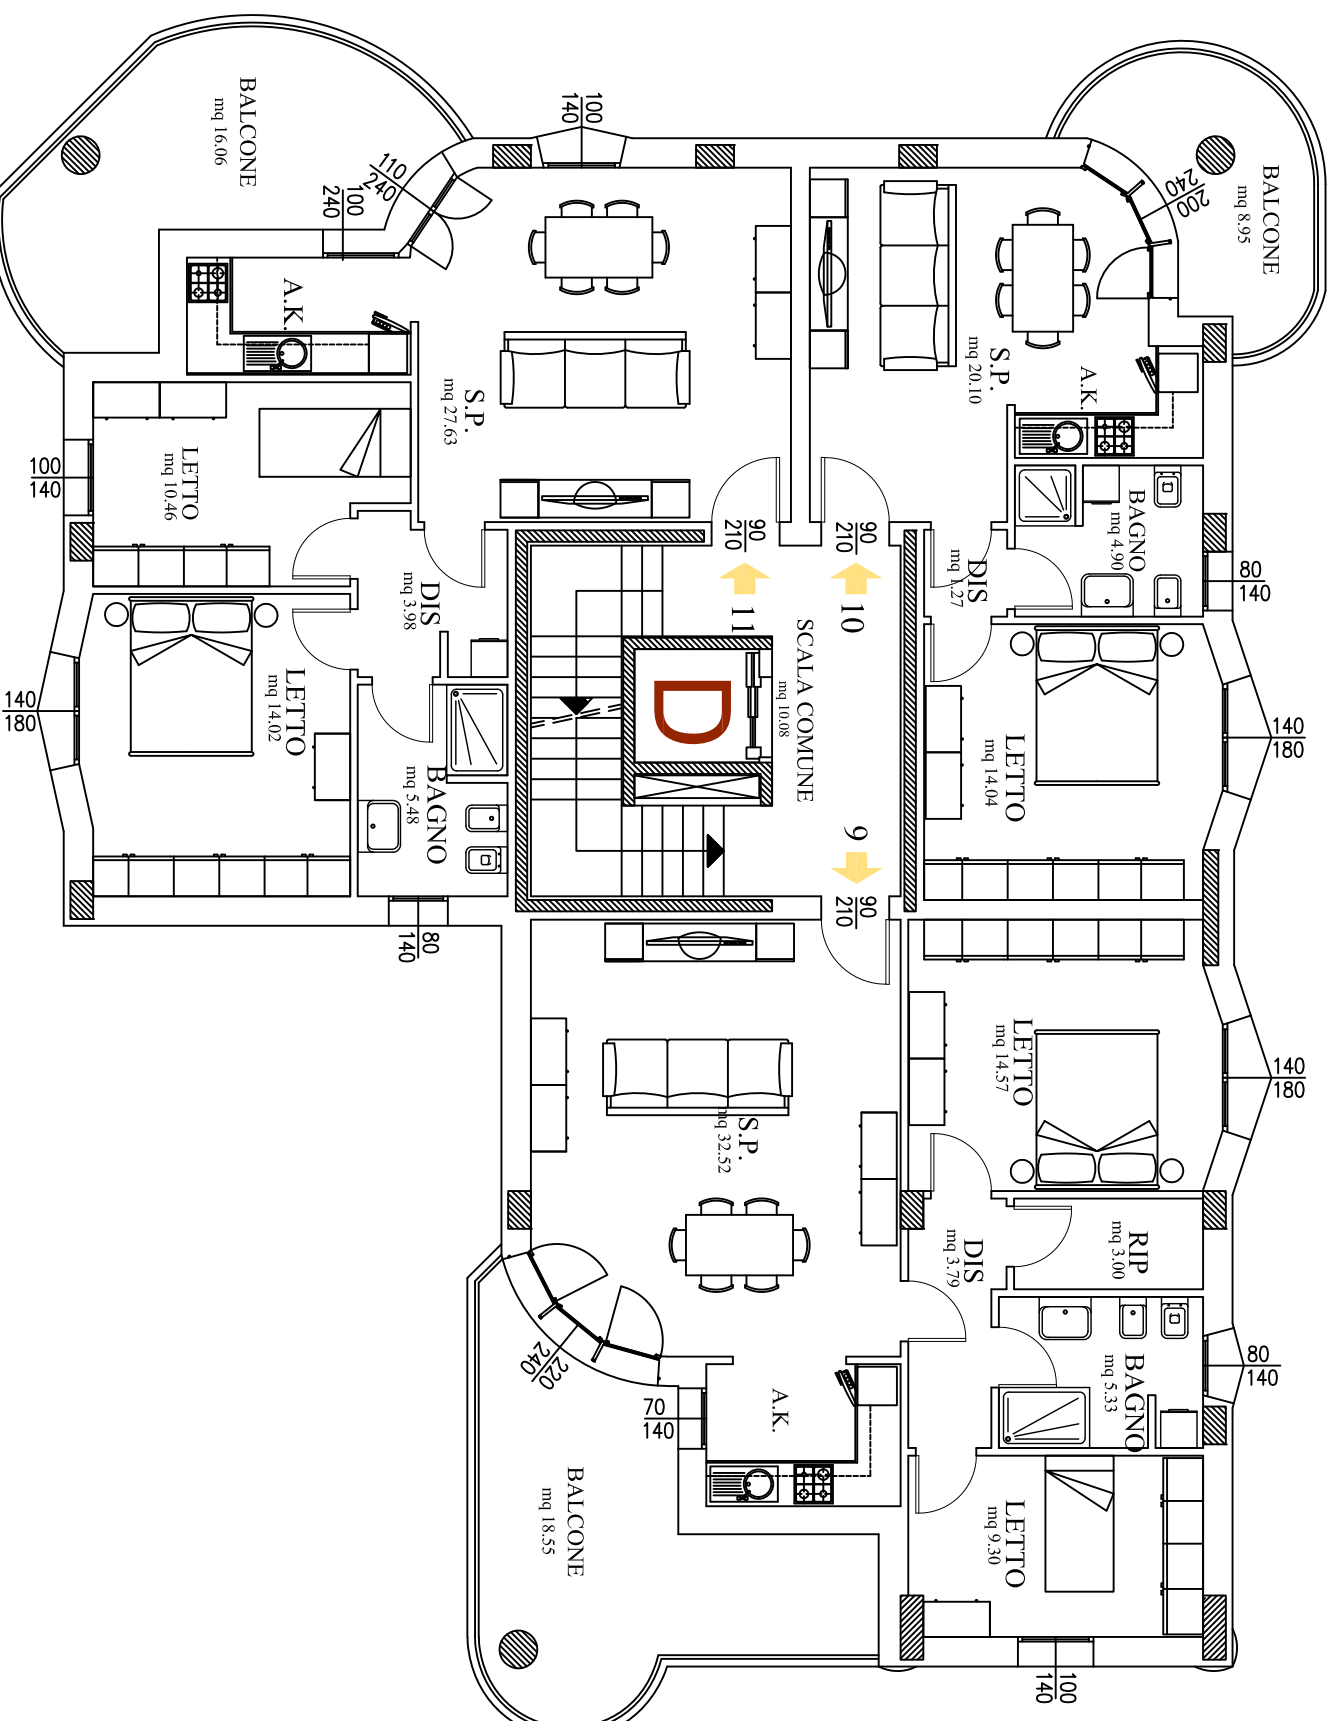 BALCONE
mq 16.06
100
140
BALCONE
mq 8.95
200
240
110
240
100
240
A.K.
S.P.
mq 27.63
S.P.
mq 20.10
A.K.
LETTO
mq 10.46
100
140
BAGNO
mq 4.90
80
140
90
210
90
210
11
10
DIS
mq 1.27
DIS
mq 3.98
SCALA COMUNE
mq 10.08
D
LETTO
mq 14.02
140
180
LETTO
mq 14.04
140
180
BAGNO
mq 5.48
80
140
9
90
210
LETTO
mq 14.57
140
180
S.P.
mq 32.52
DIS
mq 3.79
RIP
mq 3.00
220
240
BAGNO
mq 5.33
80
140
70
140
A.K.
BALCONE
mq 18.55
LETTO
mq 9.30
100
140